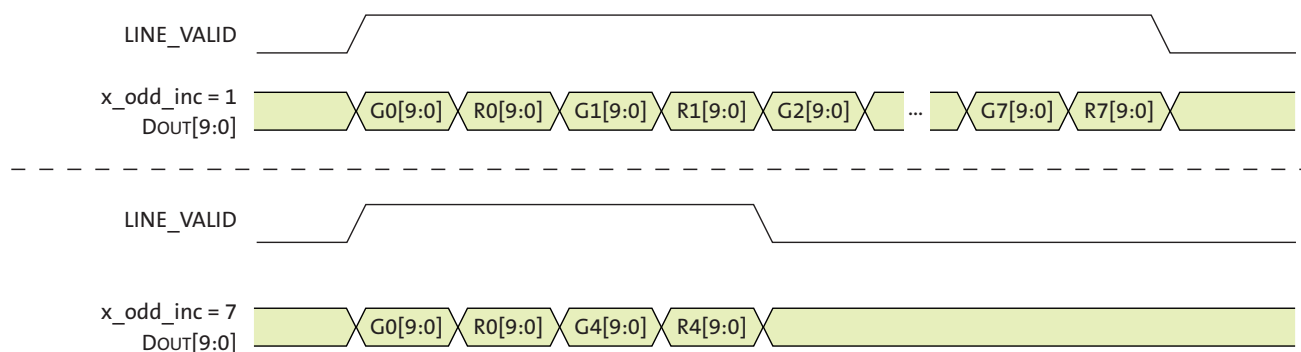 LINE_VALID
x_odd_inc = 1
DOUT[9:0]
G0[9:0] R0[9:0] G1[9:0] R1[9:0] G2[9:0] ... G7[9:0] R7[9:0]
LINE_VALID
x_odd_inc = 7
DOUT[9:0]
G0[9:0] R0[9:0] G4[9:0] R4[9:0]